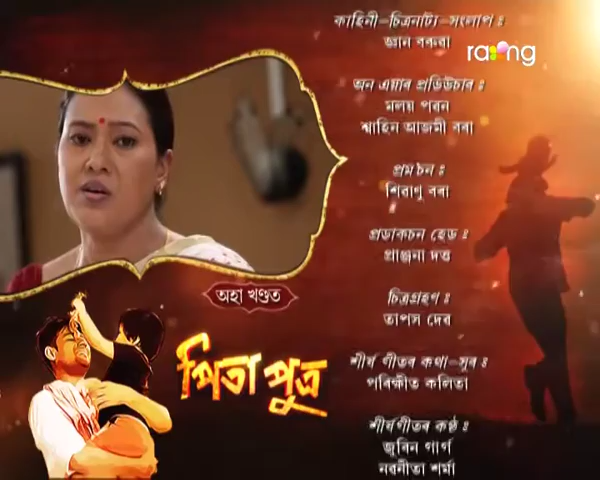 কাহিনী-চিত্ৰনাট্য-সংলাপ ঃ
জ্ঞান বৰুৱা
rang
অন এয়াৰ প্ৰডিউচাৰ ঃ
মলয় পৱন
শ্বাহিন আজমী বৰা
প্ৰমচন ঃ
শিৱাণু বৰা
প্ৰডাকচন হেড ঃ
প্ৰাঞ্জনা দত্ত
অহা খণ্ডত
চিত্ৰগ্ৰহণ ঃ
তাপস দেৱ
পিতা পুত্ৰ
শীৰ্ষ গীতৰ কথা-সুৰ ঃ
পৰিক্ষীত কলিতা
শীৰ্ষগীতৰ কণ্ঠ ঃ
জুবিন গাৰ্গ
নৱনীতা শৰ্মা